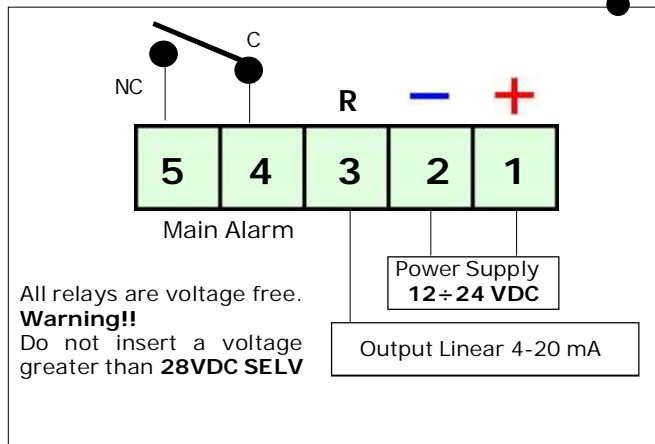 C
NC
R − +
5 4 3 2 1
Main Alarm
Power Supply
12÷24 VDC
All relays are voltage free.
Warning!!
Do not insert a voltage
greater than 28VDC SELV
Output Linear 4-20 mA